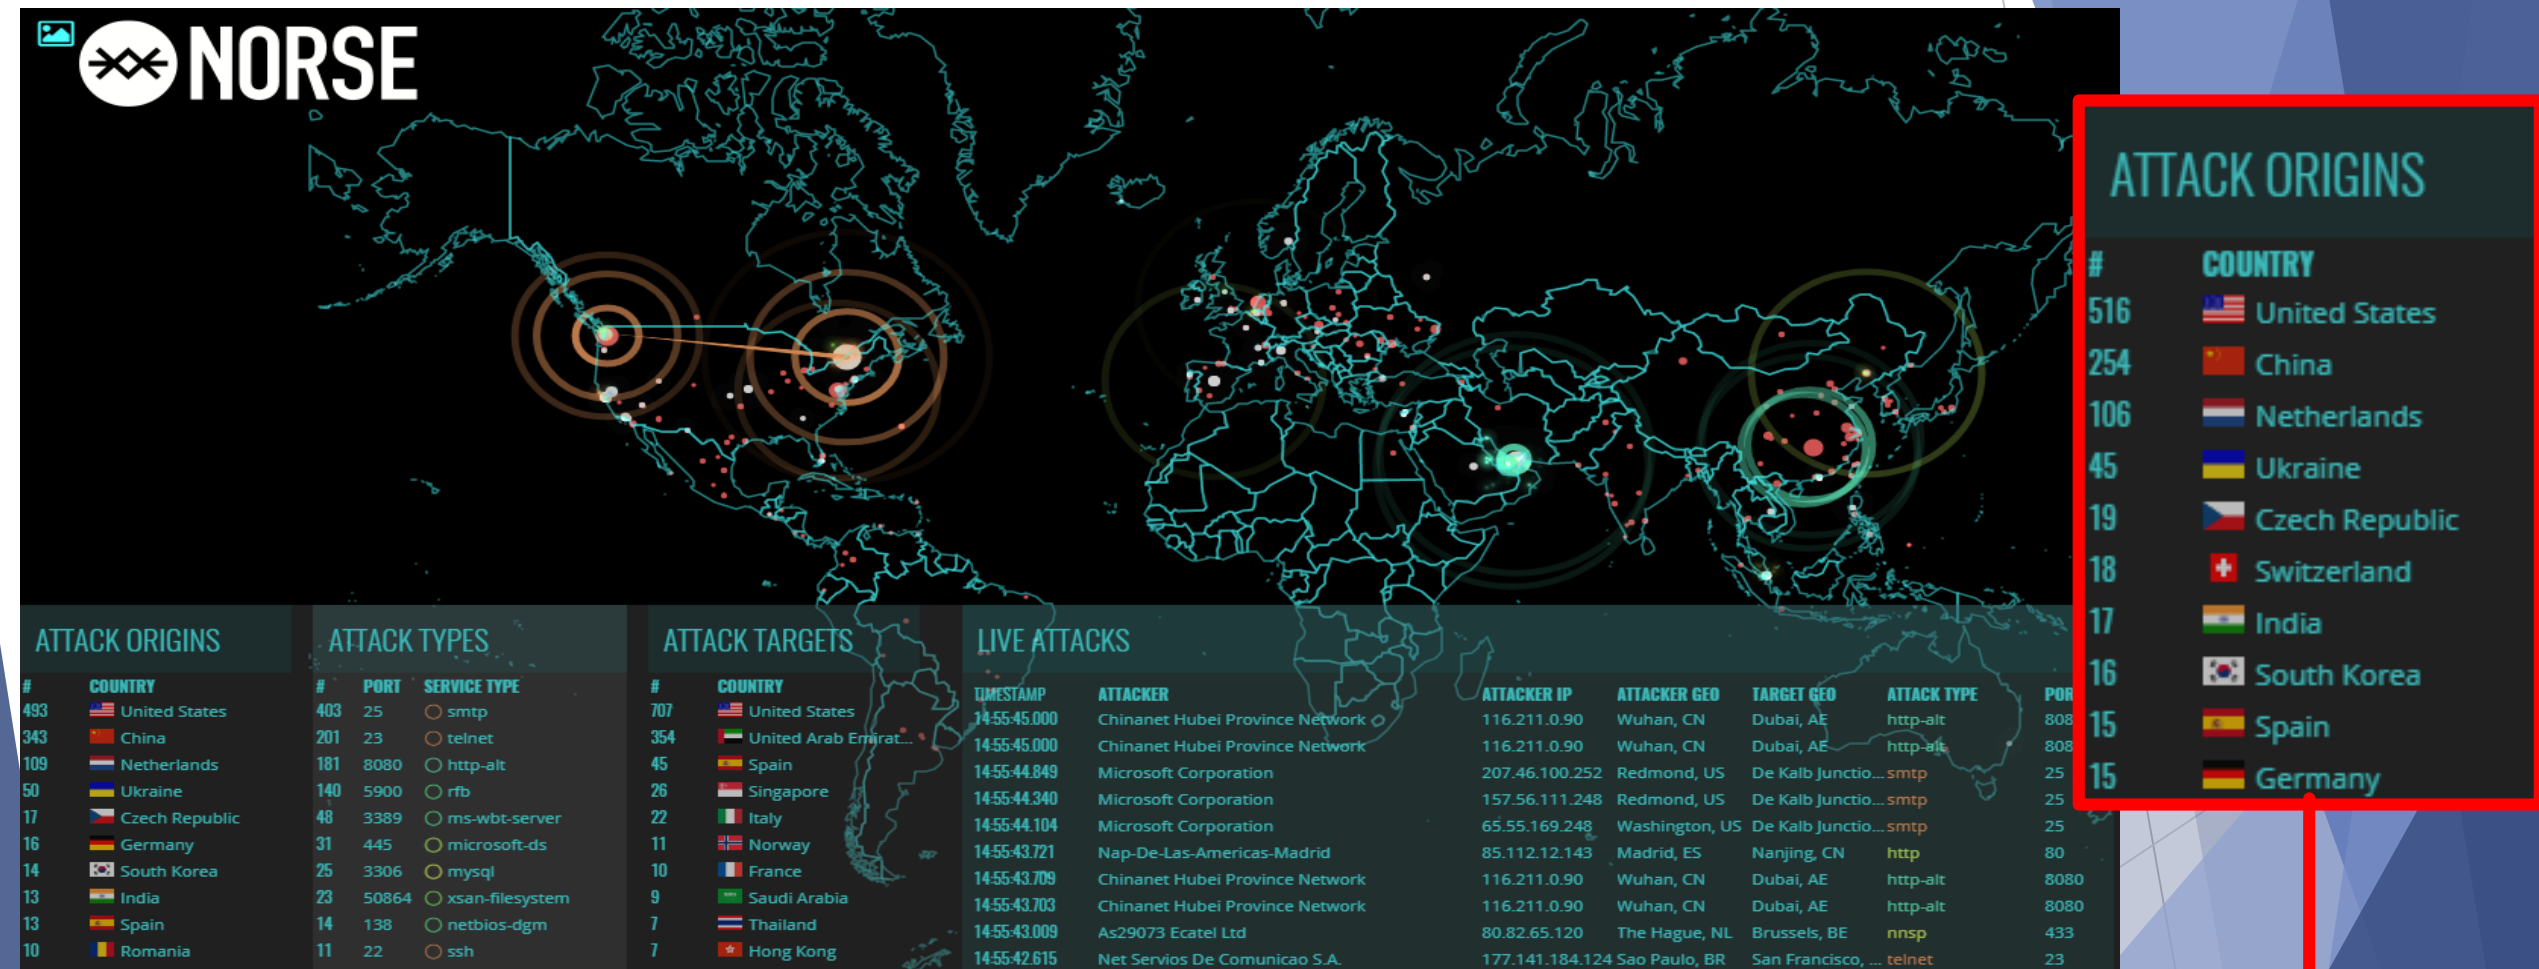 NORSE
ATTACK ORIGINS
# COUNTRY
516 United States
254 China
106 Netherlands
45 Ukraine
19 Czech Republic
18 Switzerland
17 India
16 South Korea
15 Spain
15 Germany
ATTACK ORIGINS
# COUNTRY
493 United States
343 China
109 Netherlands
50 Ukraine
17 Czech Republic
16 Germany
14 South Korea
13 India
13 Spain
10 Romania
ATTACK TYPES
# PORT SERVICE TYPE
403 25 smtp
201 23 telnet
181 8080 http-alt
140 5900 rfb
48 3389 ms-wbt-server
31 445 microsoft-ds
25 3306 mysql
23 50864 xsan-filesystem
14 138 netbios-dgm
11 22 ssh
ATTACK TARGETS
# COUNTRY
707 United States
354 United Arab Emirat...
45 Spain
26 Singapore
22 Italy
11 Norway
10 France
9 Saudi Arabia
7 Thailand
7 Hong Kong
LIVE ATTACKS
TIMESTAMP ATTACKER ATTACKER IP ATTACKER GEO TARGET GEO ATTACK TYPE POR
14:55:45.000 Chinanet Hubei Province Network 116.211.0.90 Wuhan, CN Dubai, AE http-alt 808
14:55:45.000 Chinanet Hubei Province Network 116.211.0.90 Wuhan, CN Dubai, AE http-alt 808
14:55:44.849 Microsoft Corporation 207.46.100.252 Redmond, US De Kalb Junctio... smtp 25
14:55:44.340 Microsoft Corporation 157.56.111.248 Redmond, US De Kalb Junctio... smtp 25
14:55:44.104 Microsoft Corporation 65.55.169.248 Washington, US De Kalb Junctio... smtp 25
14:55:43.721 Nap-De-Las-Americas-Madrid 85.112.12.143 Madrid, ES Nanjing, CN http 80
14:55:43.709 Chinanet Hubei Province Network 116.211.0.90 Wuhan, CN Dubai, AE http-alt 8080
14:55:43.703 Chinanet Hubei Province Network 116.211.0.90 Wuhan, CN Dubai, AE http-alt 8080
14:55:43.009 As29073 Ecatel Ltd 80.82.65.120 The Hague, NL Brussels, BE nnsp 433
14:55:42.615 Net Servios De Comunicao S.A. 177.141.184.124 Sao Paulo, BR San Francisco, ... telnet 23